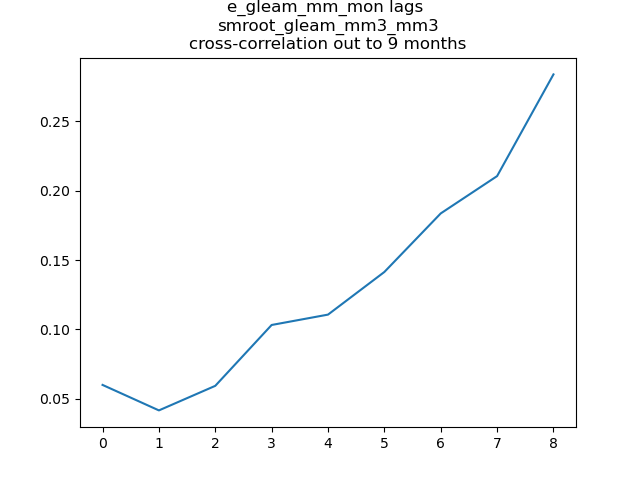 e_gleam_mm_mon lags
smroot_gleam_mm3_mm3
cross-correlation out to 9 months
0.25
0.20
0.15
0.10
0.05
0 1 2 3 4 5 6 7 8